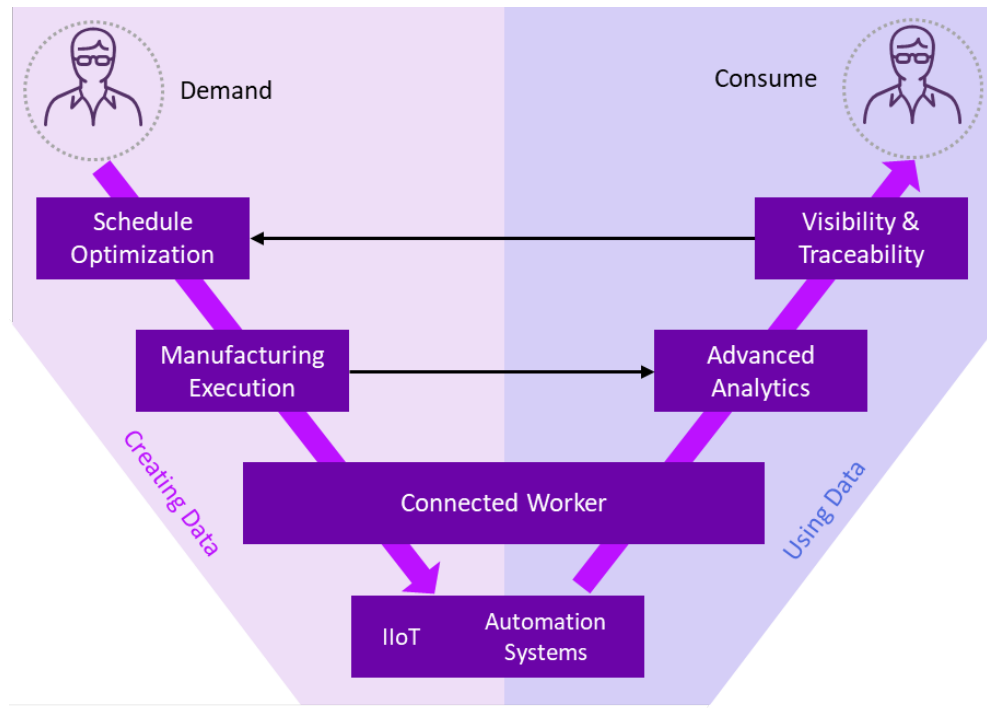 Demand
Consume
Schedule
Optimization
Visibility &
Traceability
Manufacturing
Execution
Advanced
Analytics
Creating Data
Using Data
Connected Worker
IIoT
Automation
Systems